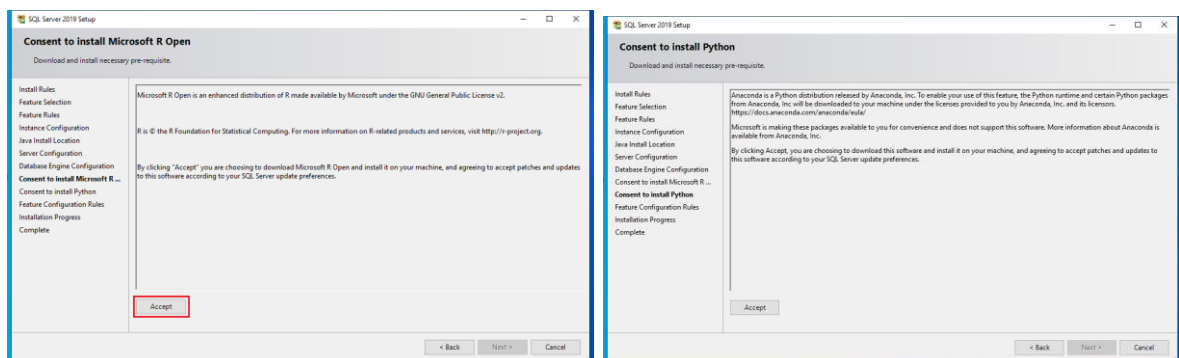 SQL Server 2019 Setup
Consent to install Microsoft R Open
Download and install necessary pre-requisite.
Install Rules
Feature Selection
Feature Rules
Instance Configuration
Java Install Location
Server Configuration
Database Engine Configuration
Consent to install Microsoft R ...
Consent to install Python
Feature Configuration Rules
Installation Progress
Complete
Microsoft R Open is an enhanced distribution of R made available by Microsoft under the GNU General Public License v2.
R is © the R Foundation for Statistical Computing. For more information on R-related products and services, visit http://r-project.org.
By clicking "Accept" you are choosing to download Microsoft R Open and install it on your machine, and agreeing to accept patches and updates
to this software according to your SQL Server update preferences.
Accept
< Back
Next >
Cancel
SQL Server 2019 Setup
Consent to install Python
Download and install necessary pre-requisite.
Install Rules
Feature Selection
Feature Rules
Instance Configuration
Java Install Location
Server Configuration
Database Engine Configuration
Consent to install Microsoft R ...
Consent to install Python
Feature Configuration Rules
Installation Progress
Complete
Anaconda is a Python distribution released by Anaconda, Inc. To enable your use of this feature, the Python runtime and certain Python packages
from Anaconda, Inc will be downloaded to your machine under the licenses provided to you by Anaconda, Inc. and its licensors.
https://docs.anaconda.com/anaconda/eula/
Microsoft is making these packages available to you for convenience and does not support this software. More information about Anaconda is
available from Anaconda, Inc.
By clicking Accept, you are choosing to download this software and install it on your machine, and agreeing to accept patches and updates to
this software according to your SQL Server update preferences.
Accept
< Back
Next >
Cancel